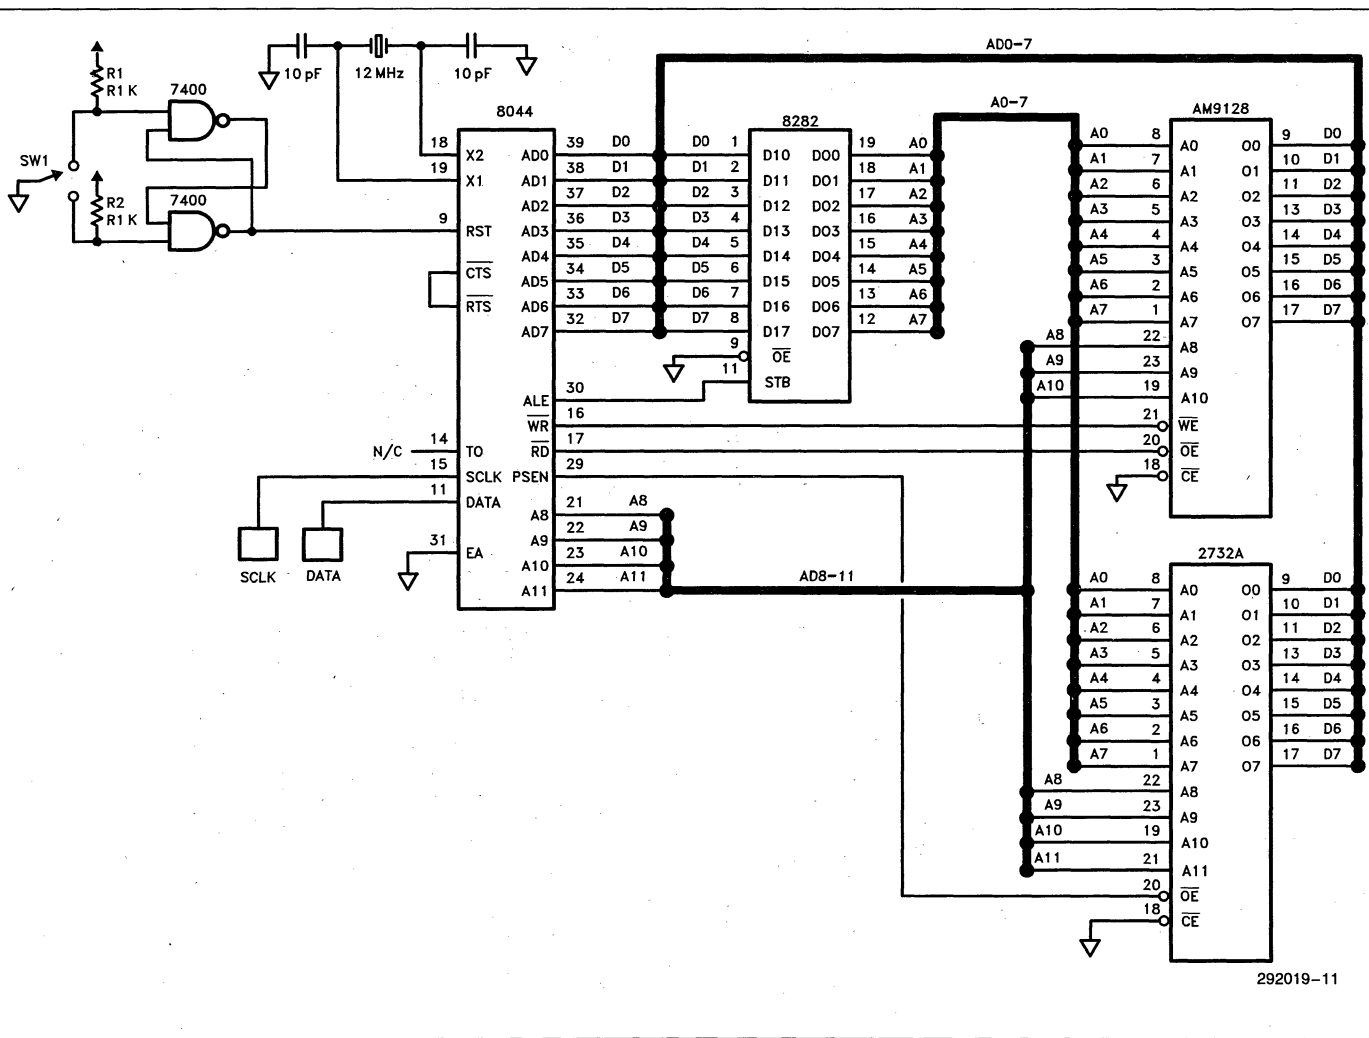 AD0-7
R1
R1 K
7400
10 pF
12 MHz
10 pF
8044
8282
A0-7
AM9128
SW1
R2
R1 K
7400
18 X2
19 X1
9 RST
CTS
RTS
N/C 14 TO
15 SCLK
11 DATA
31 EA
SCLK
DATA
AD0 39 D0
AD1 38 D1
AD2 37 D2
AD3 36 D3
AD4 35 D4
AD5 34 D5
AD6 33 D6
AD7 32 D7
ALE 30
WR 16
RD 17
PSEN 29
A8 21 A8
A9 22 A9
A10 23 A10
A11 24 A11
AD8-11
D0 1 D10 DO0 19 A0
D1 2 D11 DO1 18 A1
D2 3 D12 DO2 17 A2
D3 4 D13 DO3 16 A3
D4 5 D14 DO4 15 A4
D5 6 D15 DO5 14 A5
D6 7 D16 DO6 13 A6
D7 8 D17 DO7 12 A7
9 OE
11 STB
A0 8 A0 O0 9 D0
A1 7 A1 O1 10 D1
A2 6 A2 O2 11 D2
A3 5 A3 O3 13 D3
A4 4 A4 O4 14 D4
A5 3 A5 O5 15 D5
A6 2 A6 O6 16 D6
A7 1 A7 O7 17 D7
A8 22 A8
A9 23 A9
A10 19 A10
21 WE
20 OE
18 CE
2732A
A0 8 A0 O0 9 D0
A1 7 A1 O1 10 D1
A2 6 A2 O2 11 D2
A3 5 A3 O3 13 D3
A4 4 A4 O4 14 D4
A5 3 A5 O5 15 D5
A6 2 A6 O6 16 D6
A7 1 A7 O7 17 D7
A8 22 A8
A9 23 A9
A10 19 A10
A11 21 A11
20 OE
18 CE
292019-11